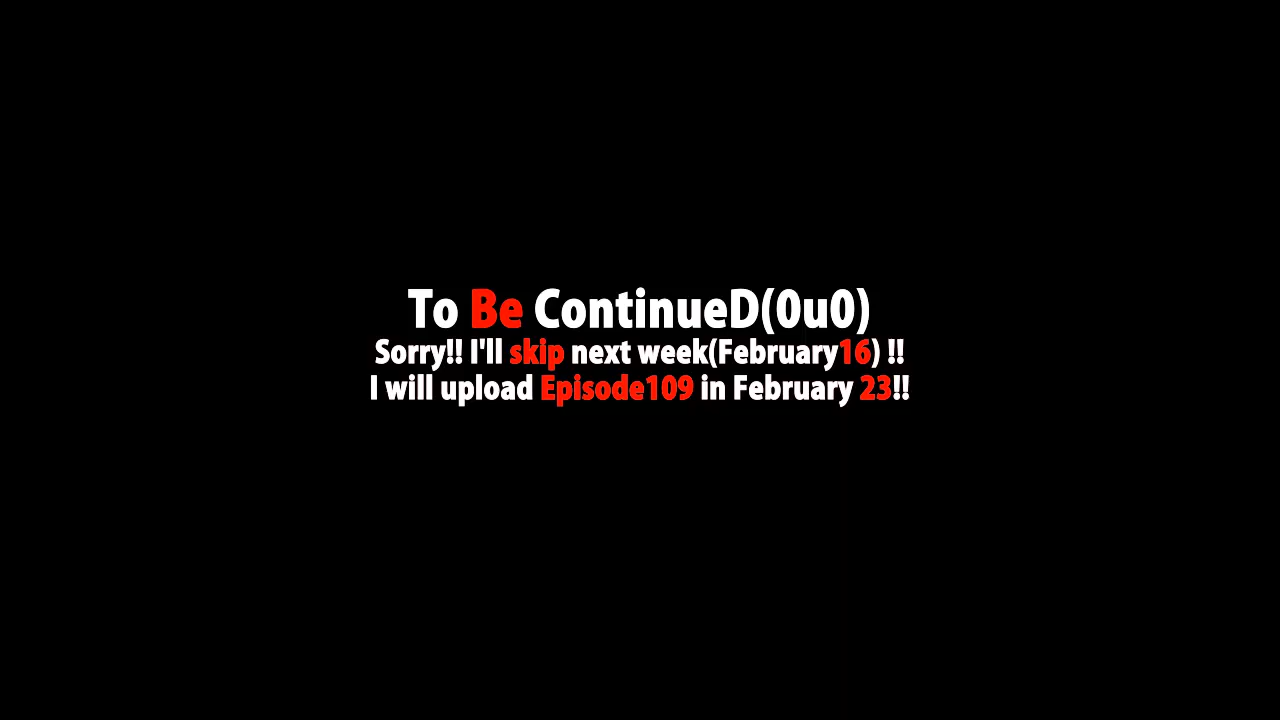 To Be ContinueD(0u0)
Sorry!! I'll skip next week(February16) !!
I will upload Episode109 in February 23!!